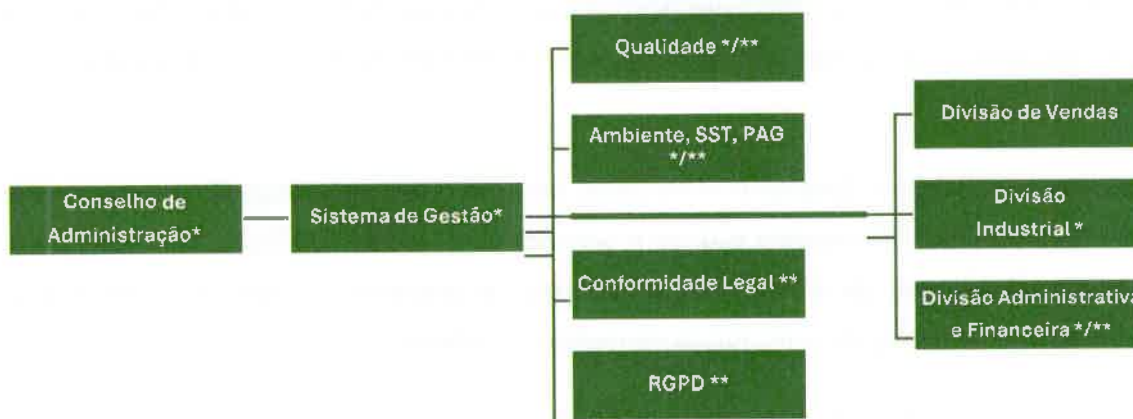 Conselho de
Administração*
Sistema de Gestão*
Qualidade */**
Ambiente, SST, PAG
*/**
Conformidade Legal **
RGPD **
Divisão de Vendas
Divisão
Industrial *
Divisão Administrativa
e Financeira */**